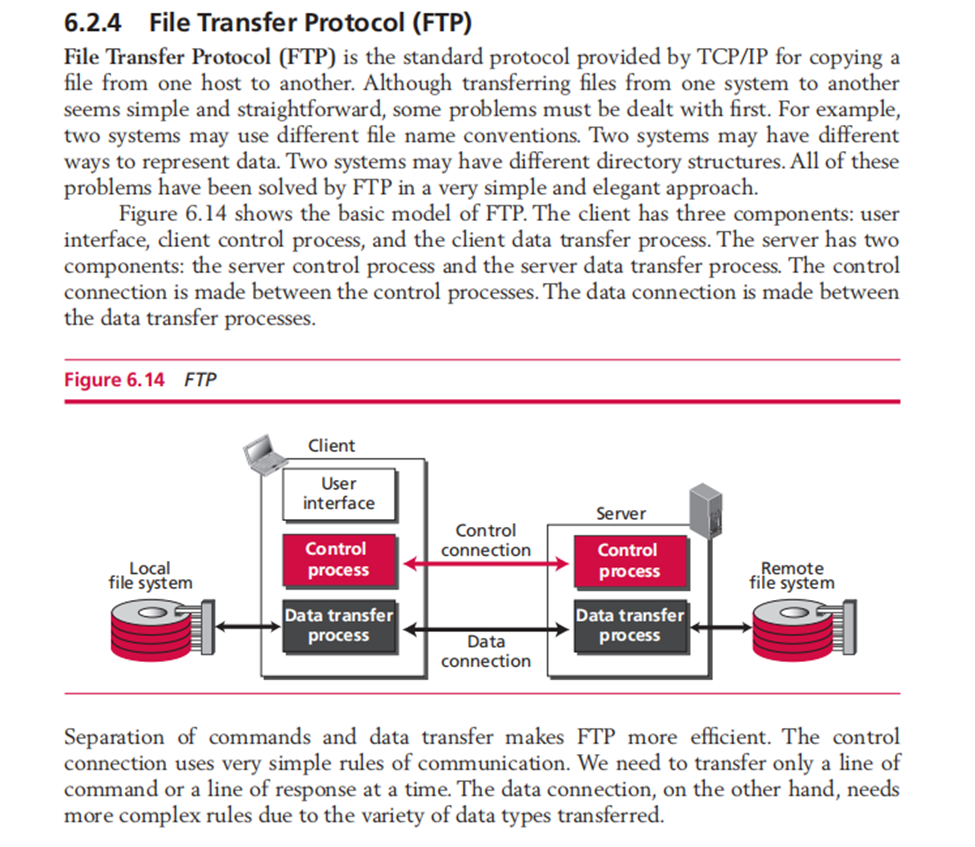 6.2.4 File Transfer Protocol (FTP)
File Transfer Protocol (FTP) is the standard protocol provided by TCP/IP for copying a
file from one host to another. Although transferring files from one system to another
seems simple and straightforward, some problems must be dealt with first. For example,
two systems may use different file name conventions. Two systems may have different
ways to represent data. Two systems may have different directory structures. All of these
problems have been solved by FTP in a very simple and elegant approach.
Figure 6.14 shows the basic model of FTP. The client has three components: user
interface, client control process, and the client data transfer process. The server has two
components: the server control process and the server data transfer process. The control
connection is made between the control processes. The data connection is made between
the data transfer processes.
Figure 6.14 FTP
Client
User
interface
Control
process
Data transfer
process
Local
file system
Control
connection
Data
connection
Server
Control
process
Data transfer
process
Remote
file system
Separation of commands and data transfer makes FTP more efficient. The control
connection uses very simple rules of communication. We need to transfer only a line of
command or a line of response at a time. The data connection, on the other hand, needs
more complex rules due to the variety of data types transferred.